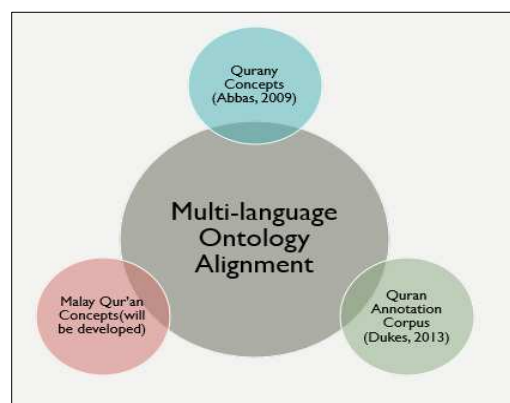 Qurany
Concepts
(Abbas, 2009)
Multi-language
Ontology
Alignment
Malay Qur'an
Concepts(will
be developed)
Quran
Annotation
Corpus
(Dukes, 2013)